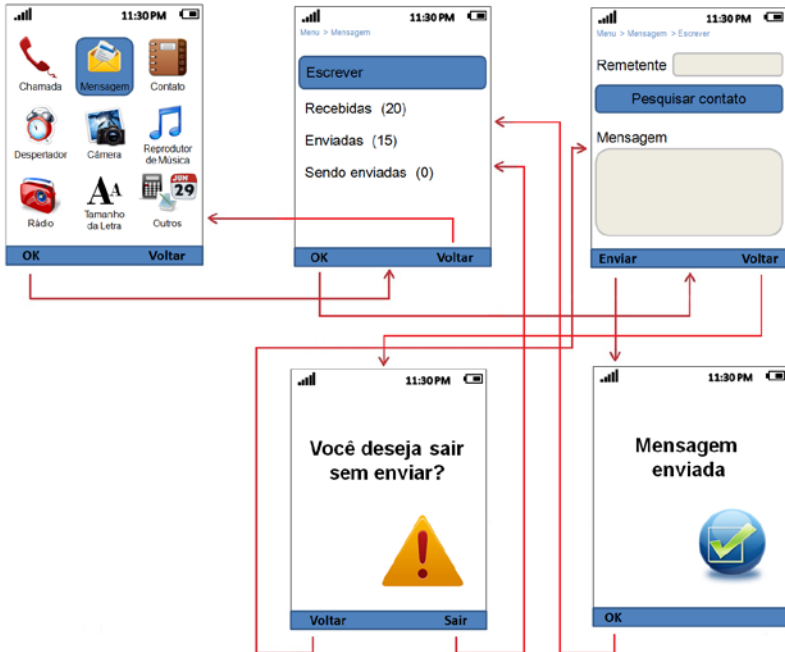 11:30 PM
Chamada
Mensagem
Contato
Despertador
Câmera
Reprodutor
de Música
Rádio
Tamanho
da Letra
JUN
29
Outros
OK Voltar
11:30 PM
Menu > Mensagem
Escrever
Recebidas (20)
Enviadas (15)
Sendo enviadas (0)
OK Voltar
11:30 PM
Menu > Mensagem > Escrever
Remetente
Pesquisar contato
Mensagem
Enviar Voltar
11:30 PM
Você deseja sair
sem enviar?
Voltar Sair
11:30 PM
Mensagem
enviada
OK